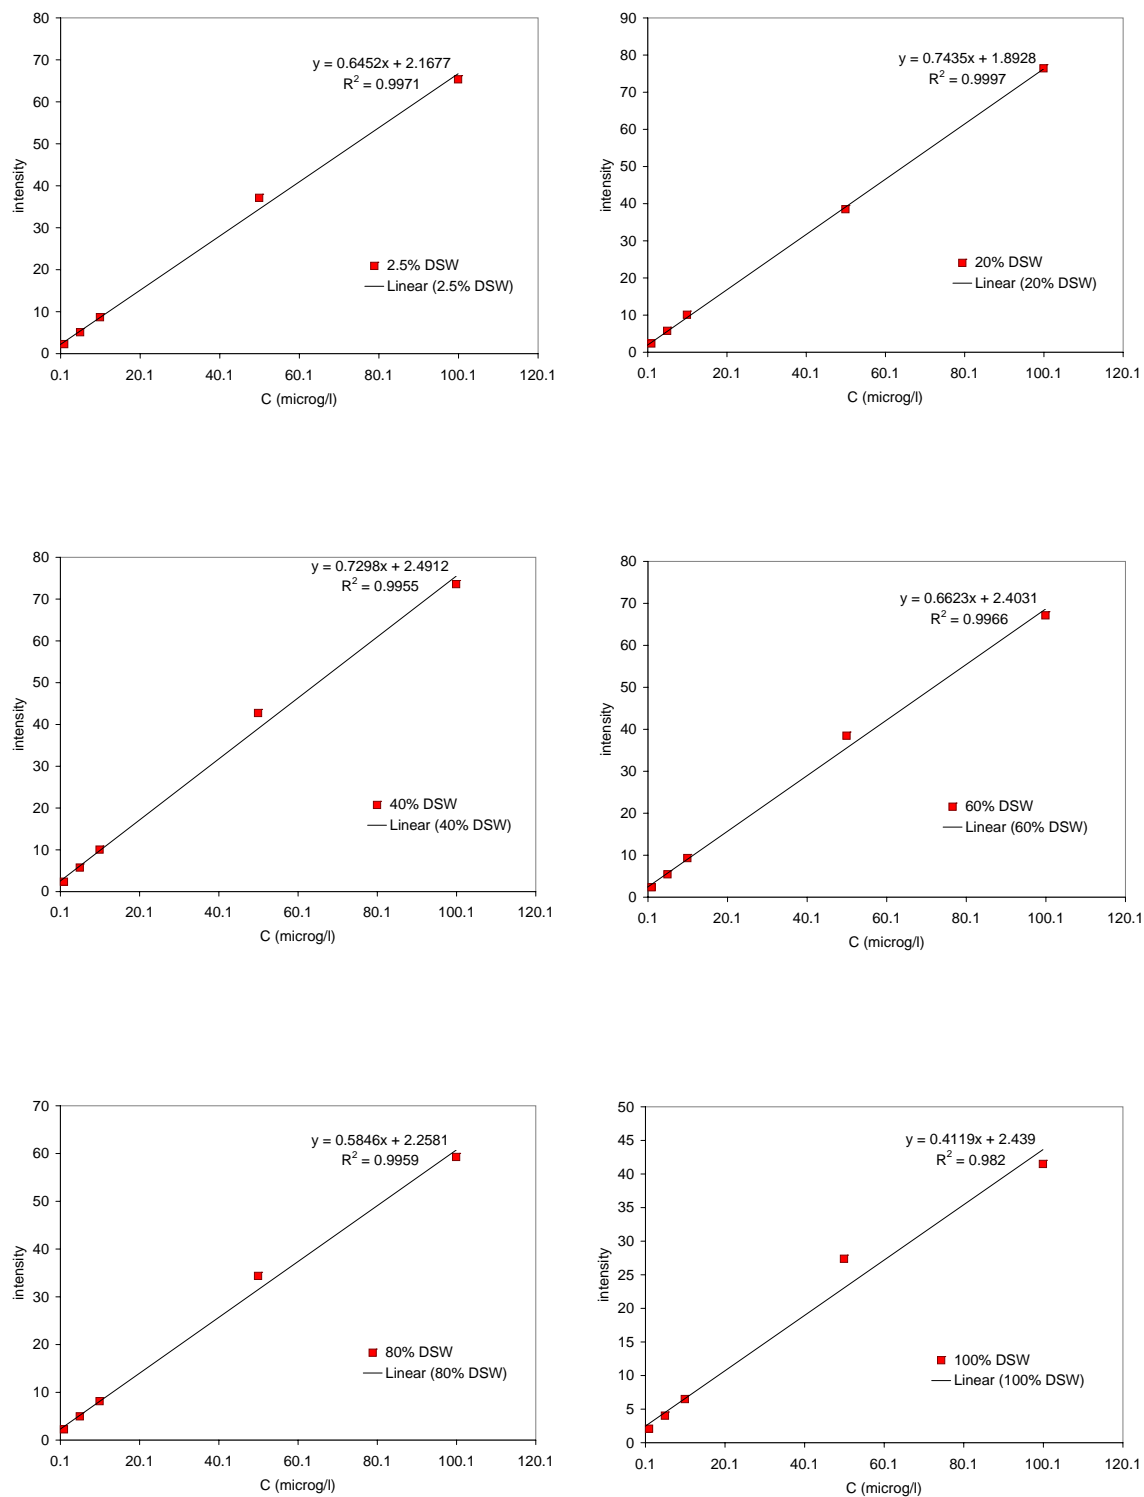 80
70
60
50
40
30
20
10
0
intensity
y = 0.6452x + 2.1677
R² = 0.9971
2.5% DSW
Linear (2.5% DSW)
0.1 20.1 40.1 60.1 80.1 100.1 120.1
C (microg/l)
90
80
70
60
50
40
30
20
10
0
intensity
y = 0.7435x + 1.8928
R² = 0.9997
20% DSW
Linear (20% DSW)
0.1 20.1 40.1 60.1 80.1 100.1 120.1
C (microg/l)
80
70
60
50
40
30
20
10
0
intensity
y = 0.7298x + 2.4912
R² = 0.9955
40% DSW
Linear (40% DSW)
0.1 20.1 40.1 60.1 80.1 100.1 120.1
C (microg/l)
80
70
60
50
40
30
20
10
0
intensity
y = 0.6623x + 2.4031
R² = 0.9966
60% DSW
Linear (60% DSW)
0.1 20.1 40.1 60.1 80.1 100.1 120.1
C (microg/l)
70
60
50
40
30
20
10
0
intensity
y = 0.5846x + 2.2581
R² = 0.9959
80% DSW
Linear (80% DSW)
0.1 20.1 40.1 60.1 80.1 100.1 120.1
C (microg/l)
50
45
40
35
30
25
20
15
10
5
0
intensity
y = 0.4119x + 2.439
R² = 0.982
100% DSW
Linear (100% DSW)
0.1 20.1 40.1 60.1 80.1 100.1 120.1
C (microg/l)